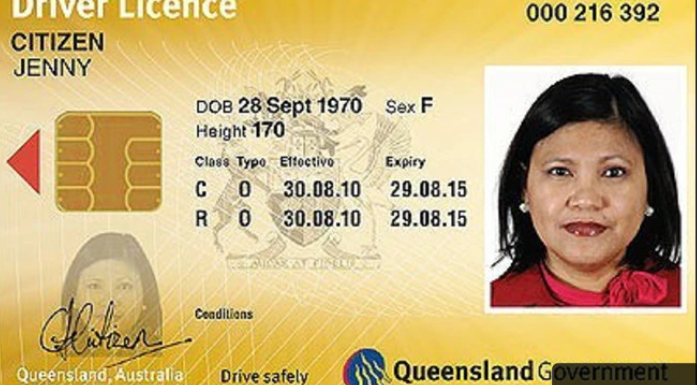 Driver Licence
000 216 392
CITIZEN
JENNY
DOB 28 Sept 1970 Sex F
Height 170
Class Type Effective Expiry
C O 30.08.10 29.08.15
R O 30.08.10 29.08.15
Conditions
JCitizen
Queensland, Australia
Drive safely
Queensland Government